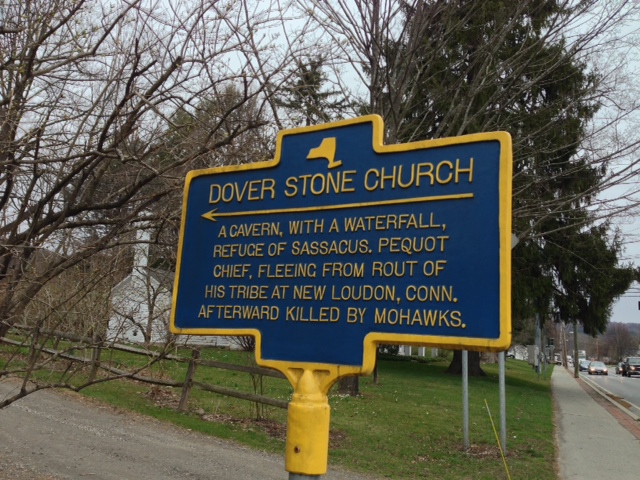 DOVER STONE CHURCH
A CAVERN, WITH A WATERFALL,
REFUGE OF SASSACUS. PEQUOT
CHIEF, FLEEING FROM ROUT OF
HIS TRIBE AT NEW LOUDON, CONN.
AFTERWARD KILLED BY MOHAWKS.